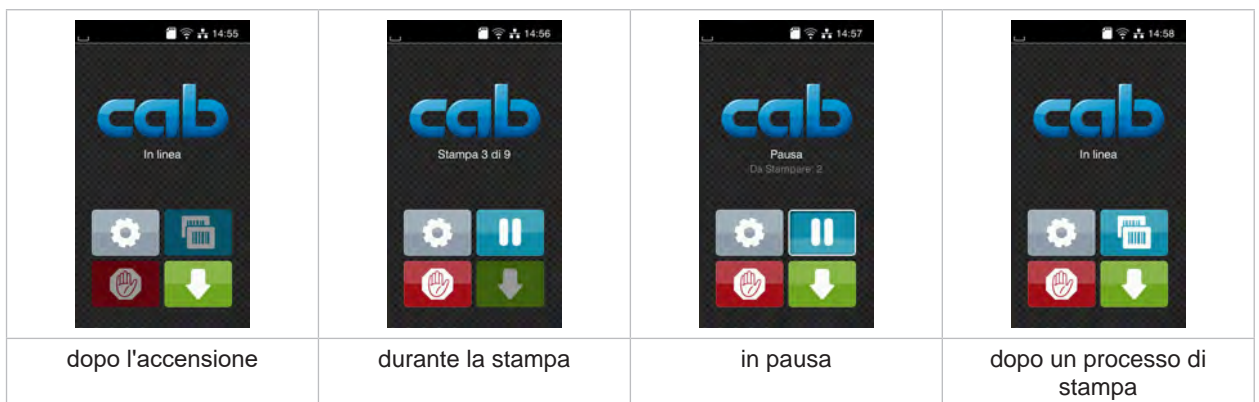 14:55
cab
In linea
14:56
cab
Stampa 3 di 9
14:57
cab
Pausa
Da Stampare: 2
14:58
cab
In linea
dopo l'accensione
durante la stampa
in pausa
dopo un processo di
stampa